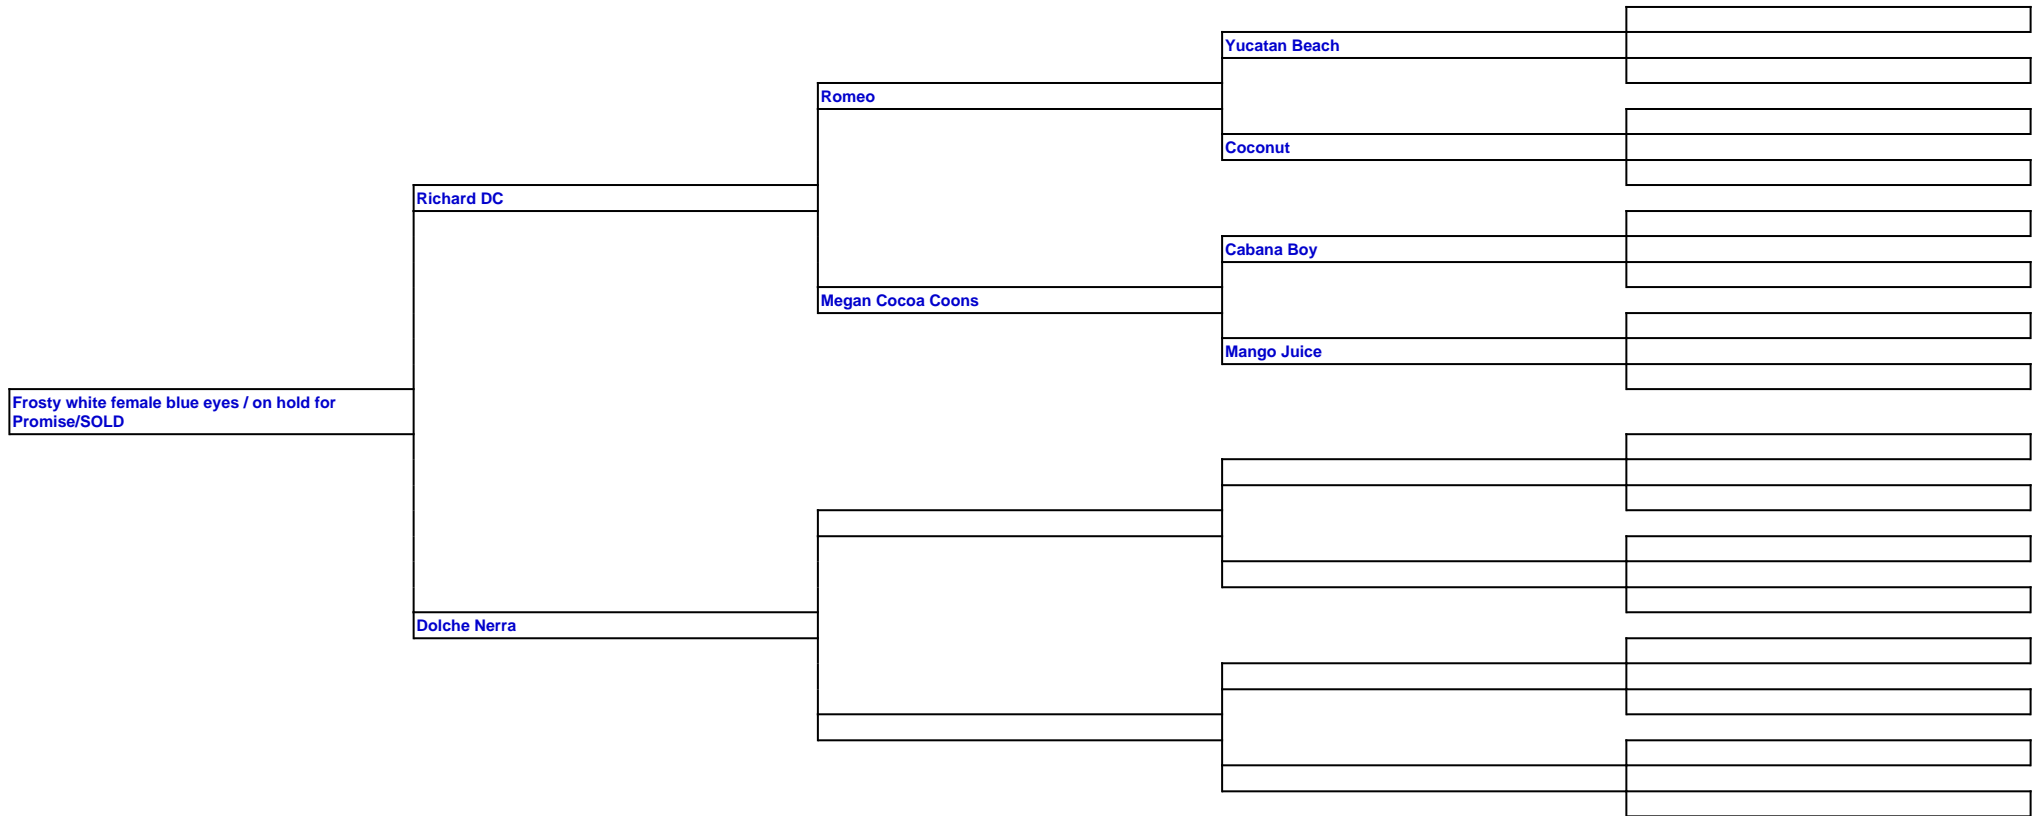 Yucatan Beach
Romeo
Coconut
Richard DC
Cabana Boy
Megan Cocoa Coons
Mango Juice
Frosty white female blue eyes / on hold for
Promise/SOLD
Dolche Nerra